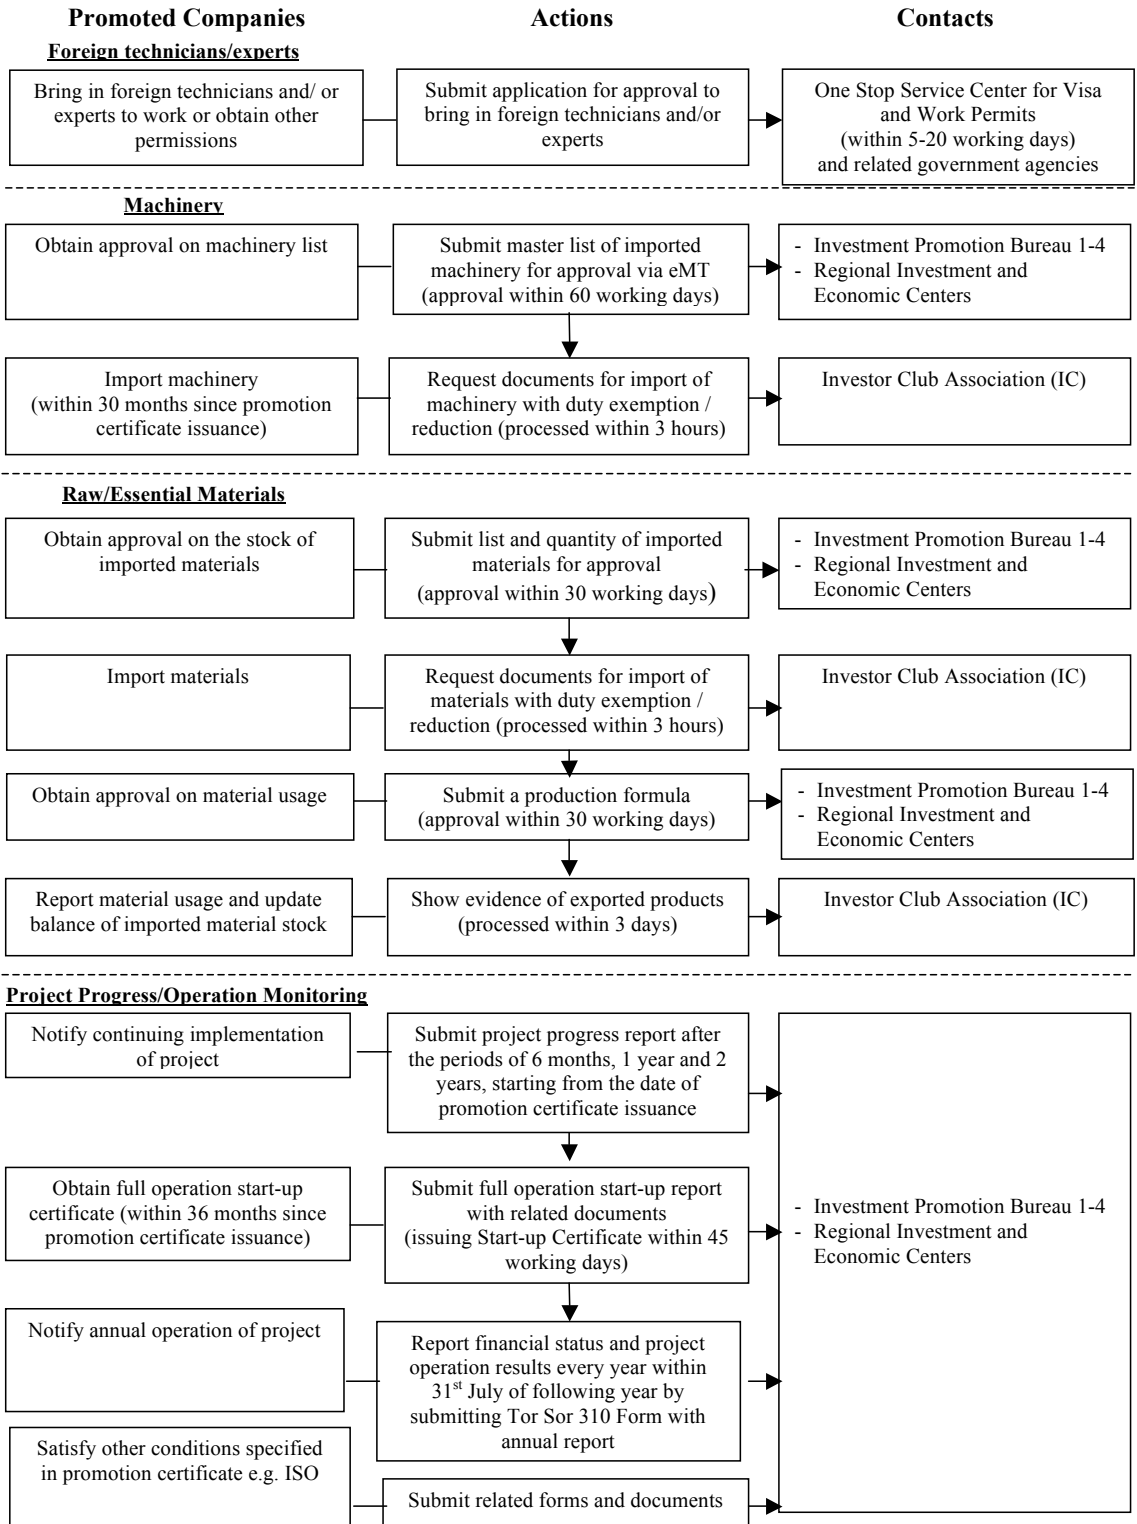 Promoted Companies
Actions
Contacts
Foreign technicians/experts
Bring in foreign technicians and/ or
experts to work or obtain other
permissions
Submit application for approval to
bring in foreign technicians and/or
experts
One Stop Service Center for Visa
and Work Permits
(within 5-20 working days)
and related government agencies
Machinery
Obtain approval on machinery list
Submit master list of imported
machinery for approval via eMT
(approval within 60 working days)
- Investment Promotion Bureau 1-4
- Regional Investment and
Economic Centers
Import machinery
(within 30 months since promotion
certificate issuance)
Request documents for import of
machinery with duty exemption /
reduction (processed within 3 hours)
Investor Club Association (IC)
Raw/Essential Materials
Obtain approval on the stock of
imported materials
Submit list and quantity of imported
materials for approval
(approval within 30 working days)
- Investment Promotion Bureau 1-4
- Regional Investment and
Economic Centers
Import materials
Request documents for import of
materials with duty exemption /
reduction (processed within 3 hours)
Investor Club Association (IC)
Obtain approval on material usage
Submit a production formula
(approval within 30 working days)
- Investment Promotion Bureau 1-4
- Regional Investment and
Economic Centers
Report material usage and update
balance of imported material stock
Show evidence of exported products
(processed within 3 days)
Investor Club Association (IC)
Project Progress/Operation Monitoring
Notify continuing implementation
of project
Submit project progress report after
the periods of 6 months, 1 year and 2
years, starting from the date of
promotion certificate issuance
Obtain full operation start-up
certificate (within 36 months since
promotion certificate issuance)
Submit full operation start-up report
with related documents
(issuing Start-up Certificate within 45
working days)
- Investment Promotion Bureau 1-4
- Regional Investment and
Economic Centers
Notify annual operation of project
Report financial status and project
operation results every year within
31st July of following year by
submitting Tor Sor 310 Form with
annual report
Satisfy other conditions specified
in promotion certificate e.g. ISO
Submit related forms and documents